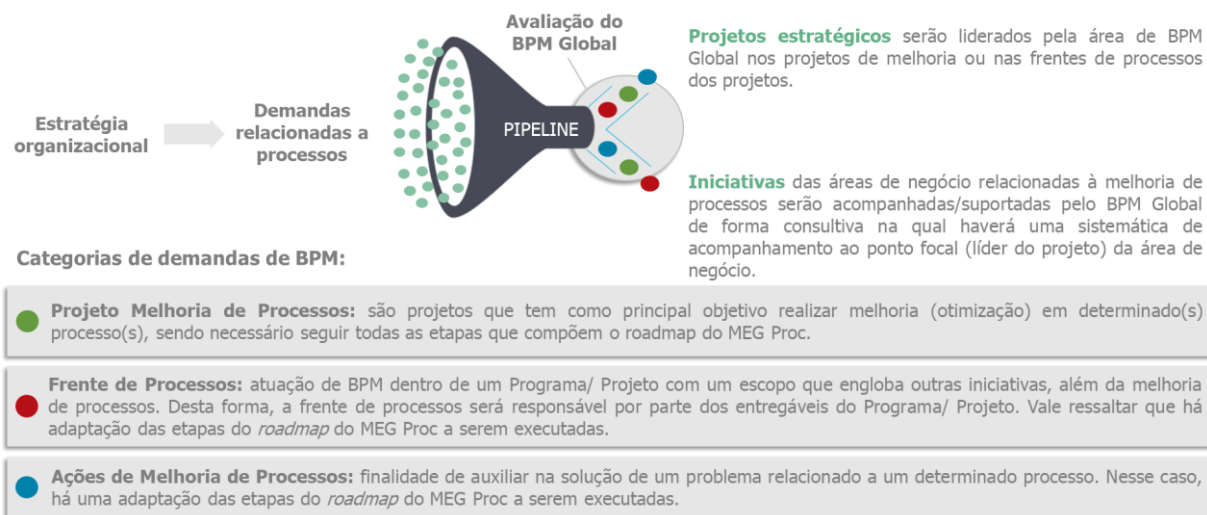 Avaliação do
BPM Global
Projetos estratégicos serão liderados pela área de BPM
Global nos projetos de melhoria ou nas frentes de processos
dos projetos.
Estratégia
organizacional
Demandas
relacionadas a
processos
PIPELINE
Iniciativas das áreas de negócio relacionadas à melhoria de
processos serão acompanhadas/suportadas pelo BPM Global
de forma consultiva na qual haverá uma sistemática de
acompanhamento ao ponto focal (líder do projeto) da área de
negócio.
Categorias de demandas de BPM:
Projeto Melhoria de Processos: são projetos que tem como principal objetivo realizar melhoria (otimização) em determinado(s)
processo(s), sendo necessário seguir todas as etapas que compõem o roadmap do MEG Proc.
Frente de Processos: atuação de BPM dentro de um Programa/ Projeto com um escopo que engloba outras iniciativas, além da melhoria
de processos. Desta forma, a frente de processos será responsável por parte dos entregáveis do Programa/ Projeto. Vale ressaltar que há
adaptação das etapas do roadmap do MEG Proc a serem executadas.
Ações de Melhoria de Processos: finalidade de auxiliar na solução de um problema relacionado a um determinado processo. Nesse caso,
há uma adaptação das etapas do roadmap do MEG Proc a serem executadas.